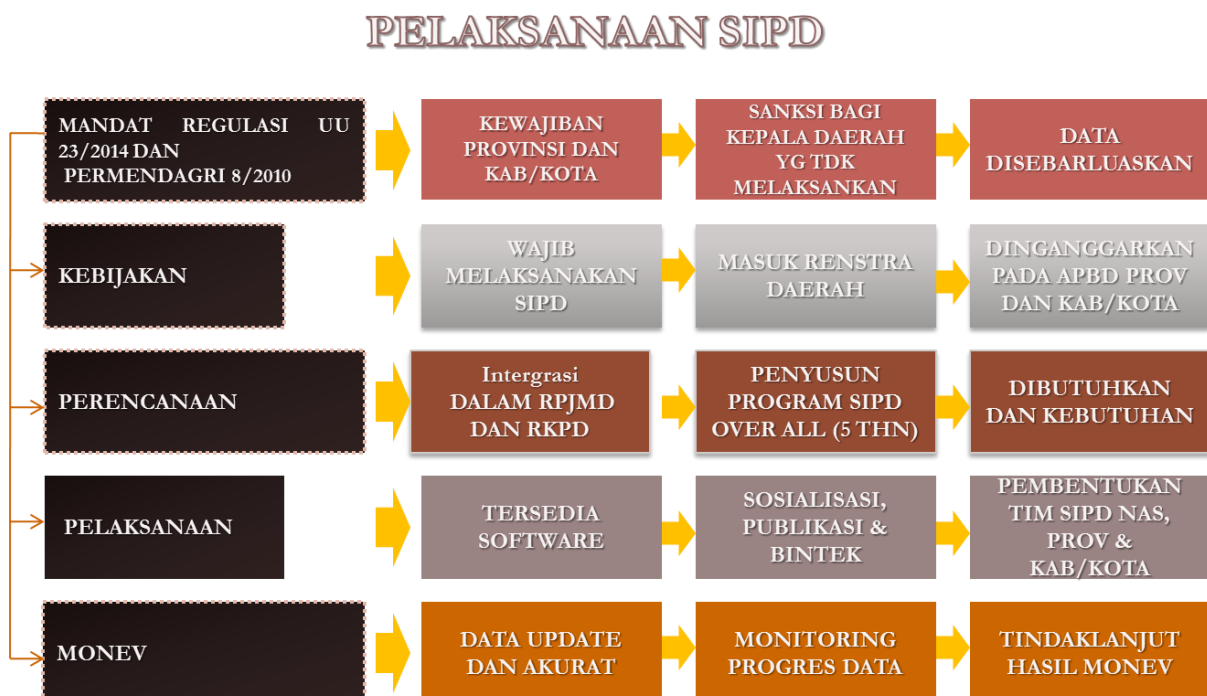 PELAKSANAAN SIPD
MANDAT REGULASI UU
23/2014 DAN
PERMENDAGRI 8/2010
KEWAJIBAN
PROVINSI DAN
KAB/KOTA
SANKSI BAGI
KEPALA DAERAH
YG TDK
MELAKSANKAN
DATA
DISEBARLUASKAN
KEBIJAKAN
WAJIB
MELAKSANAKAN
SIPD
MASUK RENSTRA
DAERAH
DINGANGGARKAN
PADA APBD PROV
DAN KAB/KOTA
PERENCANAAN
Intergrasi
DALAM RPJMD
DAN RKPD
PENYUSUN
PROGRAM SIPD
OVER ALL (5 THN)
DIBUTUHKAN
DAN KEBUTUHAN
PELAKSANAAN
TERSEDIA
SOFTWARE
SOSIALISASI,
PUBLIKASI &
BINTEK
PEMBENTUKAN
TIM SIPD NAS,
PROV &
KAB/KOTA
MONEV
DATA UPDATE
DAN AKURAT
MONITORING
PROGRES DATA
TINDAKLANJUT
HASIL MONEV